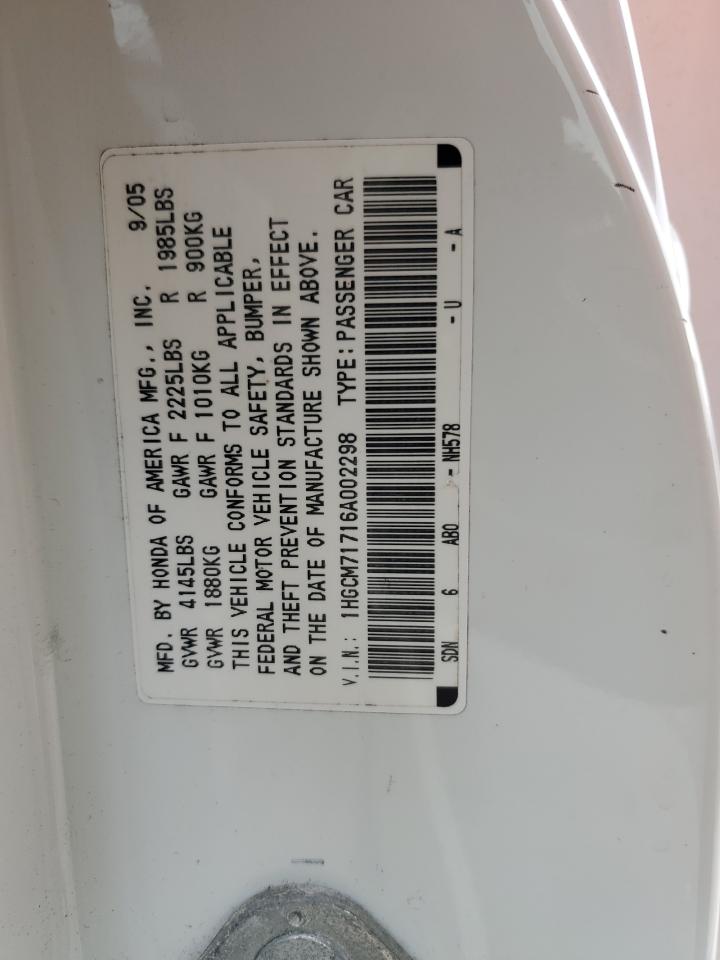 MFD. BY HONDA OF AMERICA MFG., INC. 9/05
GVWR 4145LBS GAWR F 2225LBS R 1985LBS
GVWR 1880KG GAWR F 1010KG R 900KG
THIS VEHICLE CONFORMS TO ALL APPLICABLE
FEDERAL MOTOR VEHICLE SAFETY, BUMPER,
AND THEFT PREVENTION STANDARDS IN EFFECT
ON THE DATE OF MANUFACTURE SHOWN ABOVE.
V.I.N.: 1HGCM71716A002298 TYPE: PASSENGER CAR
SDN 6 ABO - NH578 - U - A